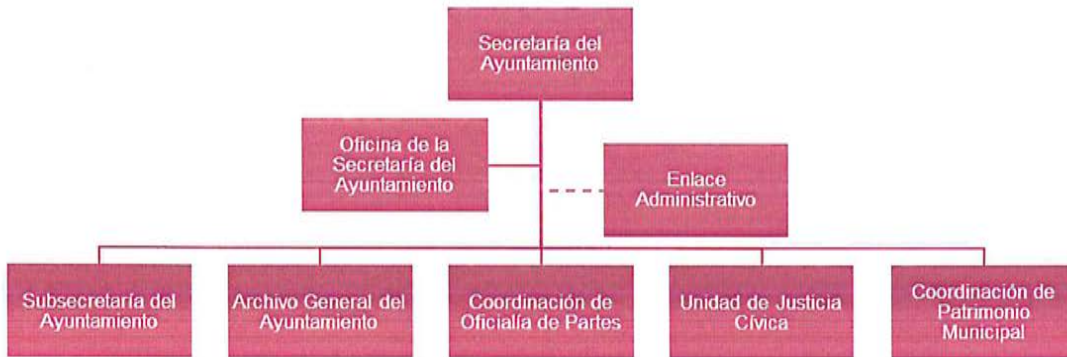 Secretaría del
Ayuntamiento
Oficina de la
Secretaría del
Ayuntamiento
Enlace
Administrativo
Subsecretaría del
Ayuntamiento
Archivo General del
Ayuntamiento
Coordinación de
Oficialía de Partes
Unidad de Justicia
Cívica
Coordinación de
Patrimonio
Municipal